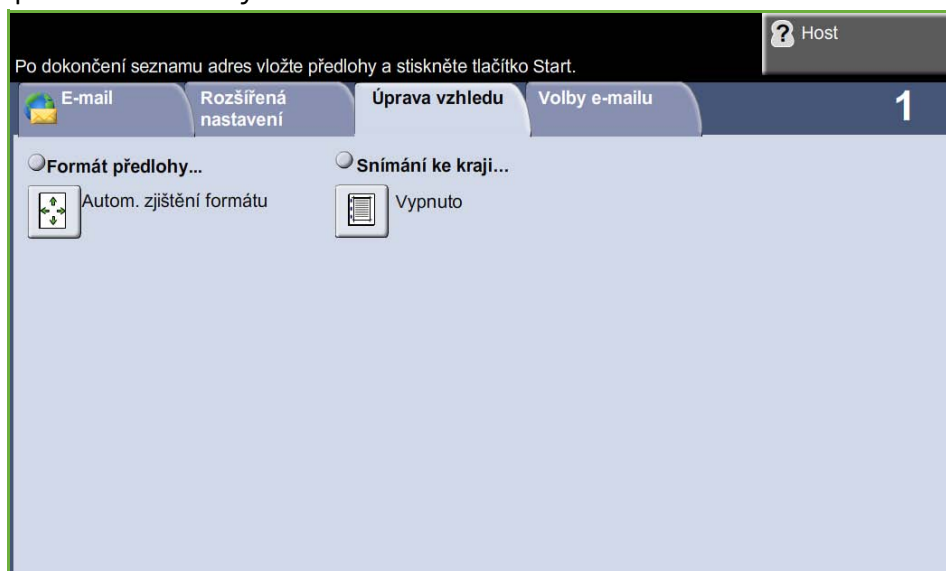 Host
Po dokončení seznamu adres vložte předlohy a stiskněte tlačítko Start.
E-mail
Rozšířená
nastavení
Úprava vzhledu
Volby e-mailu
1
Formát předlohy...
Snímání ke kraji...
Autom. zjištění formátu
Vypnuto